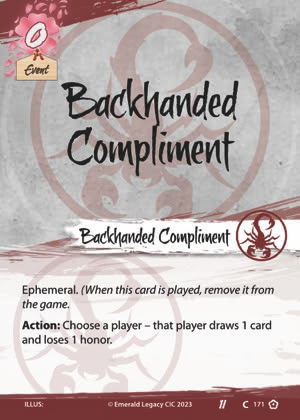 0
Event
Backhanded
Compliment
Backhanded Compliment
Ephemeral. (When this card is played, remove it from
the game.
Action: Choose a player – that player draws 1 card
and loses 1 honor.
ILLUS: © Emerald Legacy CIC 2023 C 171